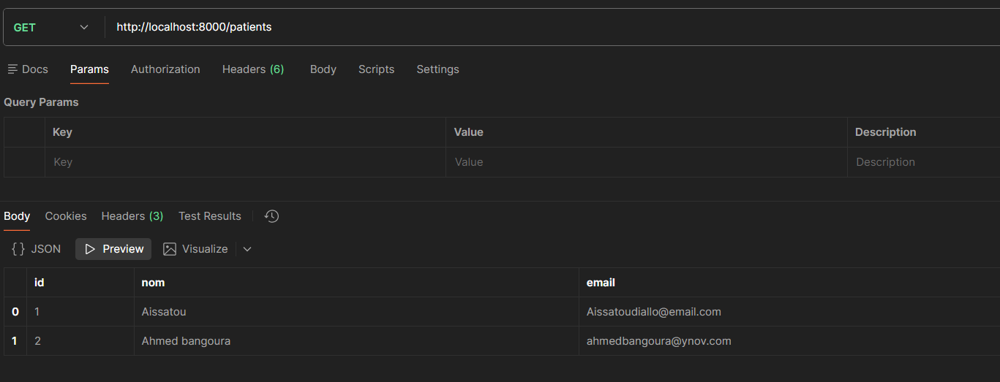 GET http://localhost:8000/patients
Docs Params Authorization Headers (6) Body Scripts Settings
Query Params
Key Value Description
Key Value Description
Body Cookies Headers (3) Test Results
{} JSON Preview Visualize
id nom email
0 1 Aissatou Aissatoudiallo@email.com
1 2 Ahmed bangoura ahmedbangoura@ynov.com